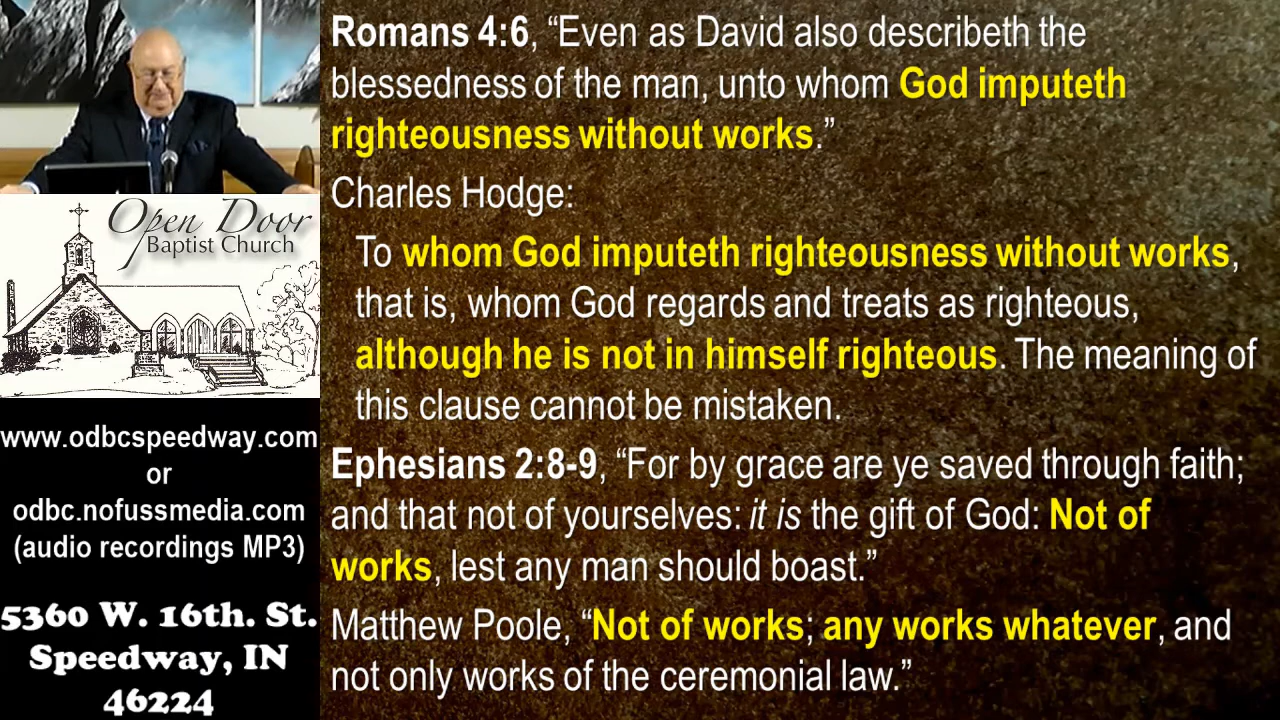 Open Door
Baptist Church
www.odbcspeedway.com
or
odbc.nofussmedia.com
(audio recordings MP3)
5360 W. 16th. St.
Speedway, IN
46224
Romans 4:6, “Even as David also describeth the
blessedness of the man, unto whom God imputeth
righteousness without works.”
Charles Hodge:
To whom God imputeth righteousness without works,
that is, whom God regards and treats as righteous,
although he is not in himself righteous. The meaning of
this clause cannot be mistaken.
Ephesians 2:8-9, “For by grace are ye saved through faith;
and that not of yourselves: it is the gift of God: Not of
works, lest any man should boast.”
Matthew Poole, “Not of works; any works whatever, and
not only works of the ceremonial law.”